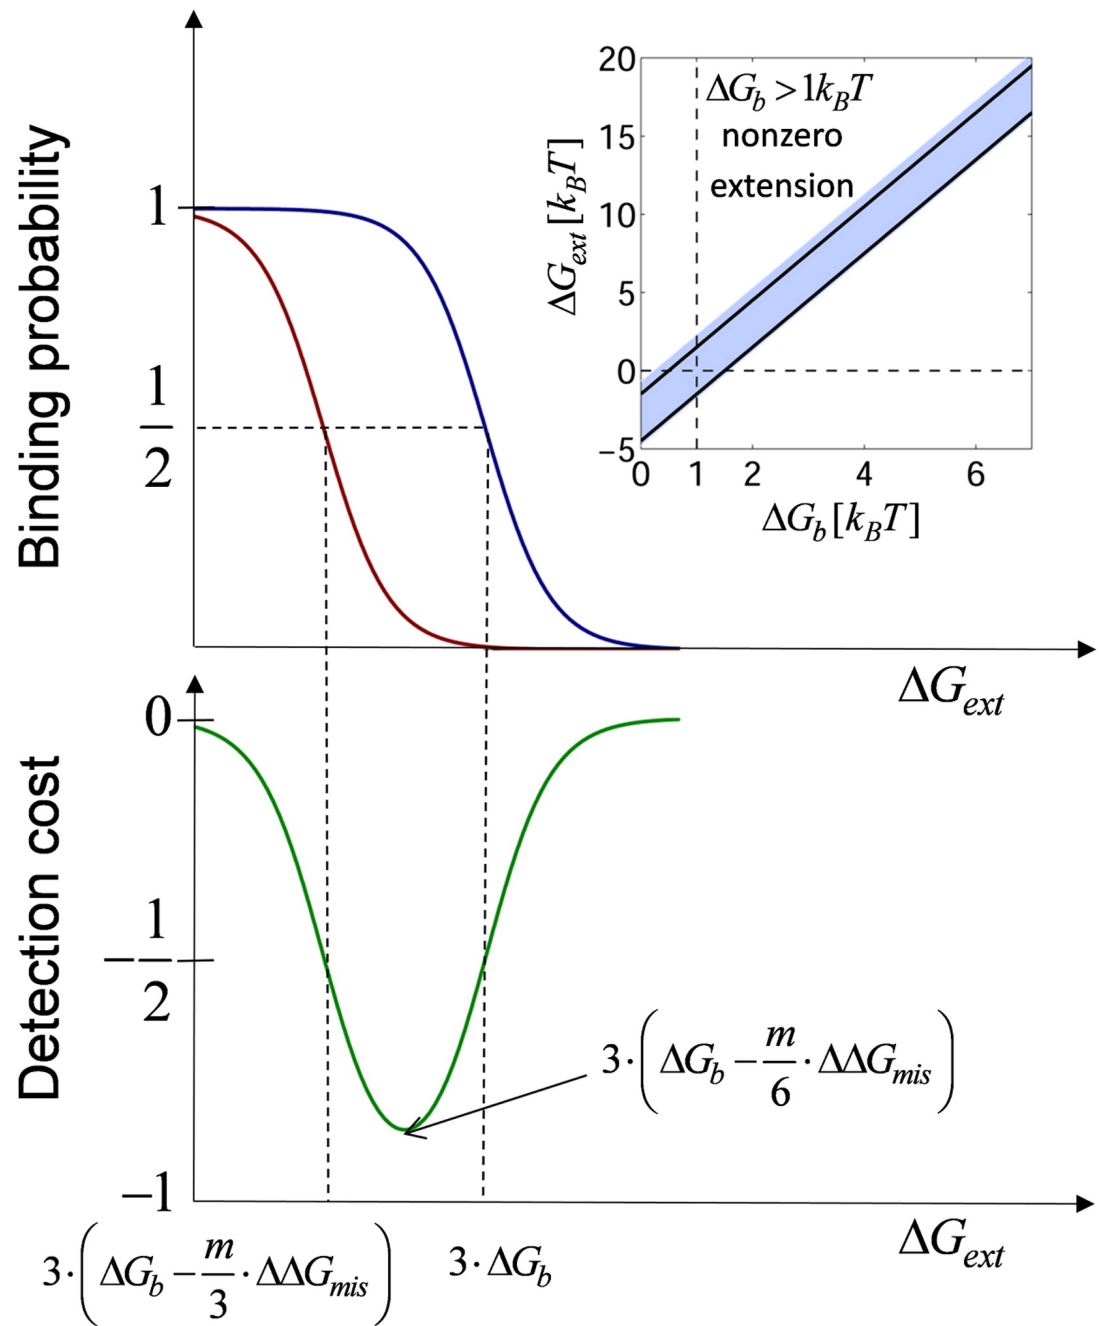 Binding probability
1
1/2
ΔG_ext
20
15
10
5
0
−5
ΔG_ext [k_BT]
ΔG_b > 1k_BT
nonzero
extension
0 1 2 4 6
ΔG_b [k_BT]
Detection cost
0
−1/2
−1
3·(ΔG_b − m/6 · ΔΔG_mis)
ΔG_ext
3·(ΔG_b − m/3 · ΔΔG_mis)
3·ΔG_b